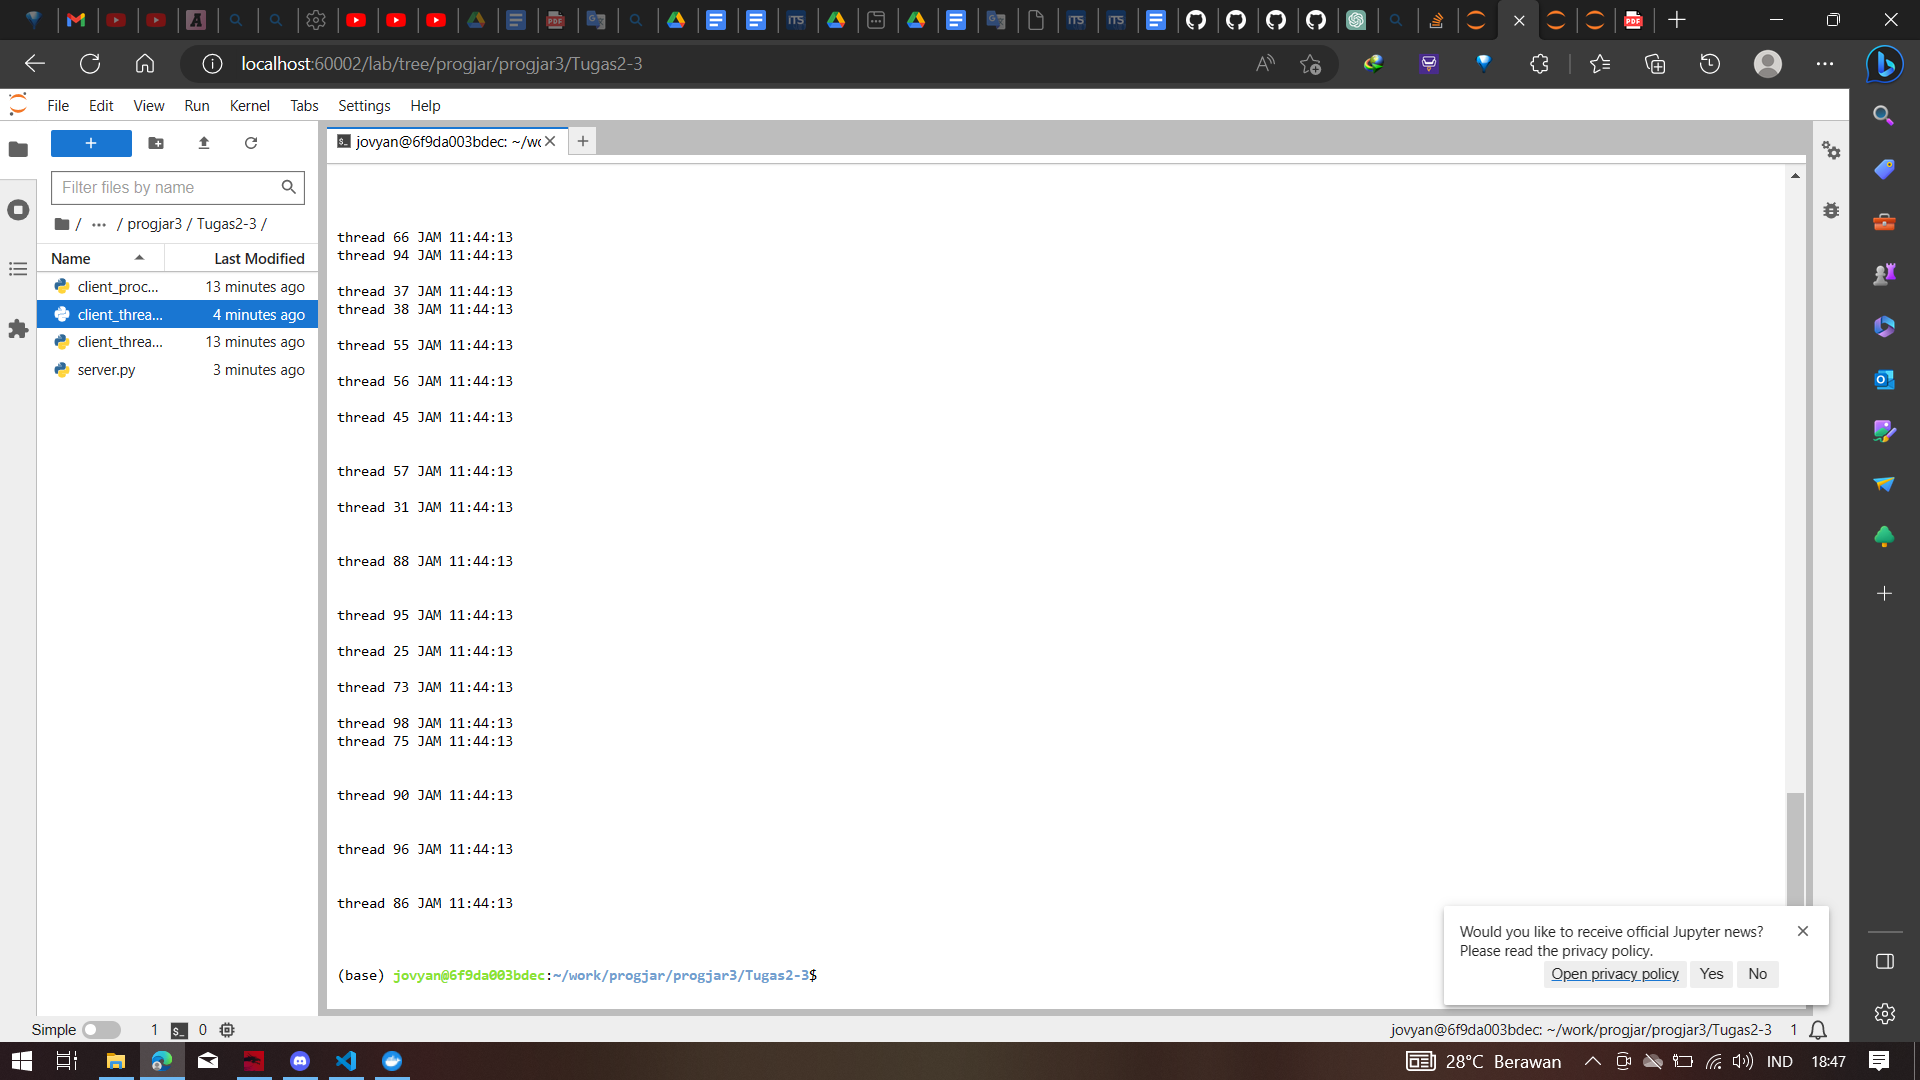 localhost:60002/lab/tree/progjar/progjar3/Tugas2-3
File Edit View Run Kernel Tabs Settings Help
jovyan@6f9da003bdec: ~/wo
Filter files by name
/ ··· / progjar3 / Tugas2-3 /
Name Last Modified
client_proc... 13 minutes ago
client_threa... 4 minutes ago
client_threa... 13 minutes ago
server.py 3 minutes ago
thread 66 JAM 11:44:13
thread 94 JAM 11:44:13
thread 37 JAM 11:44:13
thread 38 JAM 11:44:13
thread 55 JAM 11:44:13
thread 56 JAM 11:44:13
thread 45 JAM 11:44:13
thread 57 JAM 11:44:13
thread 31 JAM 11:44:13
thread 88 JAM 11:44:13
thread 95 JAM 11:44:13
thread 25 JAM 11:44:13
thread 73 JAM 11:44:13
thread 98 JAM 11:44:13
thread 75 JAM 11:44:13
thread 90 JAM 11:44:13
thread 96 JAM 11:44:13
thread 86 JAM 11:44:13
(base) jovyan@6f9da003bdec:~/work/progjar/progjar3/Tugas2-3$
Would you like to receive official Jupyter news?
Please read the privacy policy.
Open privacy policy Yes No
Simple 1 0 jovyan@6f9da003bdec: ~/work/progjar/progjar3/Tugas2-3 1
28°C Berawan IND 18:47